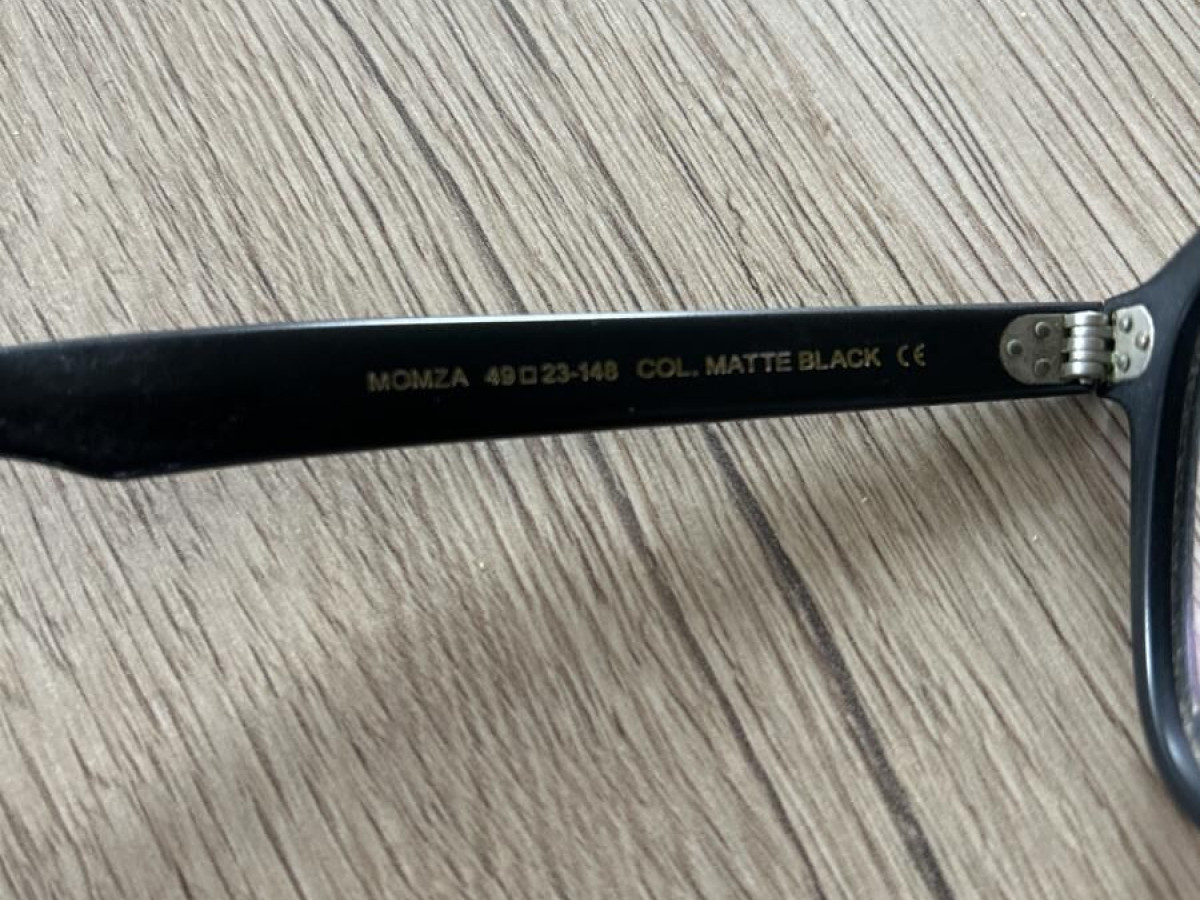 MOMZA 49□23-148 COL. MATTE BLACK CE